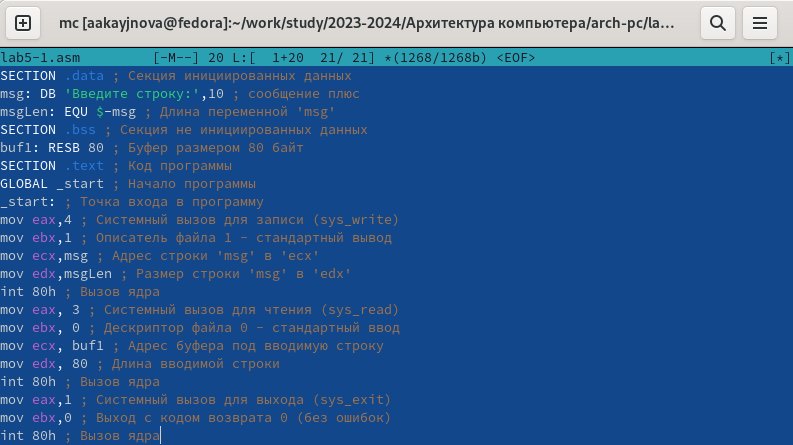 mc [aakayjnova@fedora]:~/work/study/2023-2024/Архитектура компьютера/arch-pc/la...
lab5-1.asm [-M--] 20 L:[ 1+20 21/ 21] *(1268/1268b) <EOF> [*]
SECTION .data ; Секция инициированных данных
msg: DB 'Введите строку:',10 ; сообщение плюс
msgLen: EQU $-msg ; Длина переменной 'msg'
SECTION .bss ; Секция не инициированных данных
buf1: RESB 80 ; Буфер размером 80 байт
SECTION .text ; Код программы
GLOBAL _start ; Начало программы
_start: ; Точка входа в программу
mov eax,4 ; Системный вызов для записи (sys_write)
mov ebx,1 ; Описатель файла 1 - стандартный вывод
mov ecx,msg ; Адрес строки 'msg' в 'ecx'
mov edx,msgLen ; Размер строки 'msg' в 'edx'
int 80h ; Вызов ядра
mov eax, 3 ; Системный вызов для чтения (sys_read)
mov ebx, 0 ; Дескриптор файла 0 - стандартный ввод
mov ecx, buf1 ; Адрес буфера под вводимую строку
mov edx, 80 ; Длина вводимой строки
int 80h ; Вызов ядра
mov eax,1 ; Системный вызов для выхода (sys_exit)
mov ebx,0 ; Выход с кодом возврата 0 (без ошибок)
int 80h ; Вызов ядра